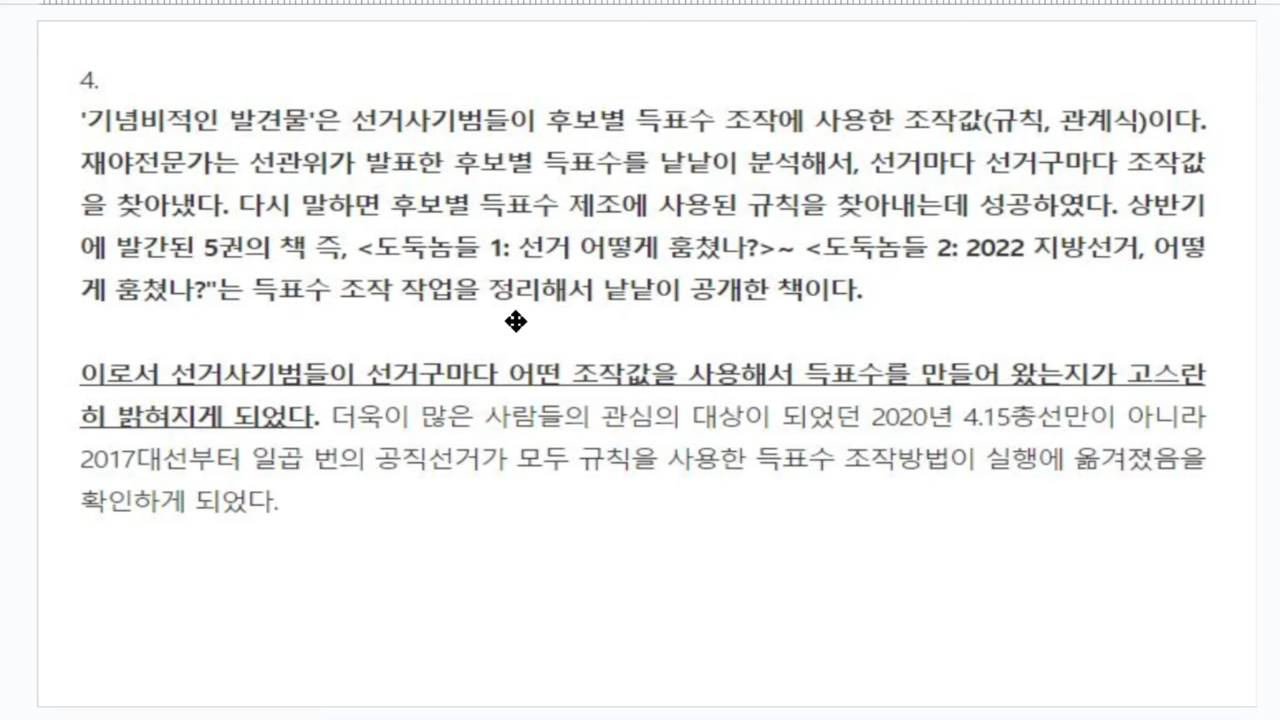 4.
'기념비적인 발견물'은 선거사기범들이 후보별 득표수 조작에 사용한 조작값(규칙, 관계식)이다.
재야전문가는 선관위가 발표한 후보별 득표수를 낱낱이 분석해서, 선거마다 선거구마다 조작값
을 찾아냈다. 다시 말하면 후보별 득표수 제조에 사용된 규칙을 찾아내는데 성공하였다. 상반기
에 발간된 5권의 책 즉, <도둑놈들 1: 선거 어떻게 훔쳤나?>~ <도둑놈들 2: 2022 지방선거, 어떻
게 훔쳤나?"는 득표수 조작 작업을 정리해서 낱낱이 공개한 책이다.
이로서 선거사기범들이 선거구마다 어떤 조작값을 사용해서 득표수를 만들어 왔는지가 고스란
히 밝혀지게 되었다. 더욱이 많은 사람들의 관심의 대상이 되었던 2020년 4.15총선만이 아니라
2017대선부터 일곱 번의 공직선거가 모두 규칙을 사용한 득표수 조작방법이 실행에 옮겨졌음을
확인하게 되었다.